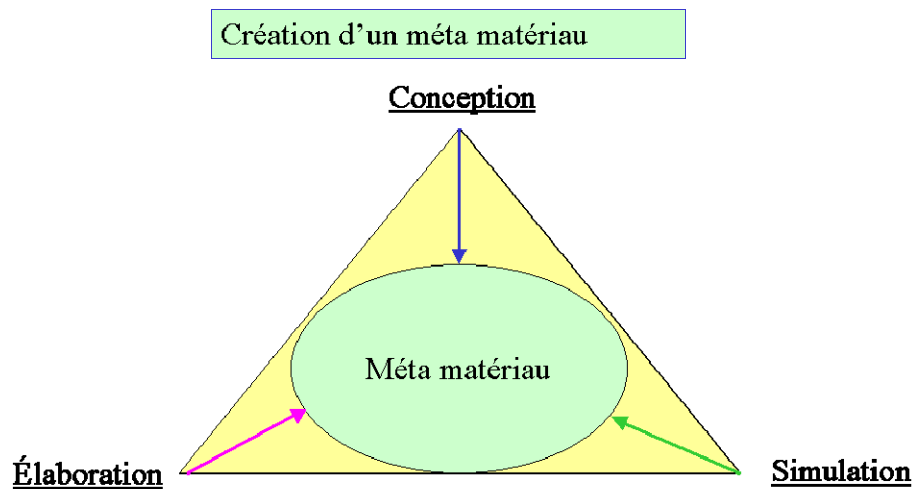 Création d'un méta matériau
Conception
Méta matériau
Élaboration
Simulation